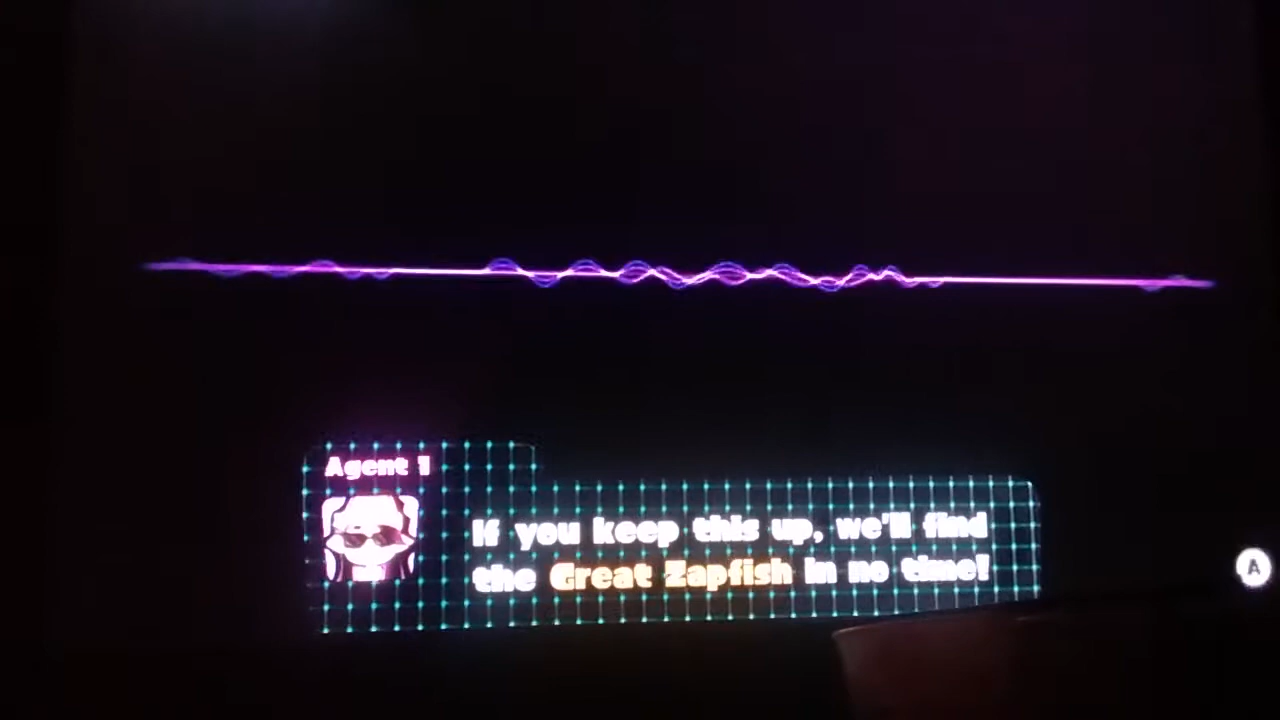 Agent 1
If you keep this up, we'll find
the Great Zapfish in no time!
A